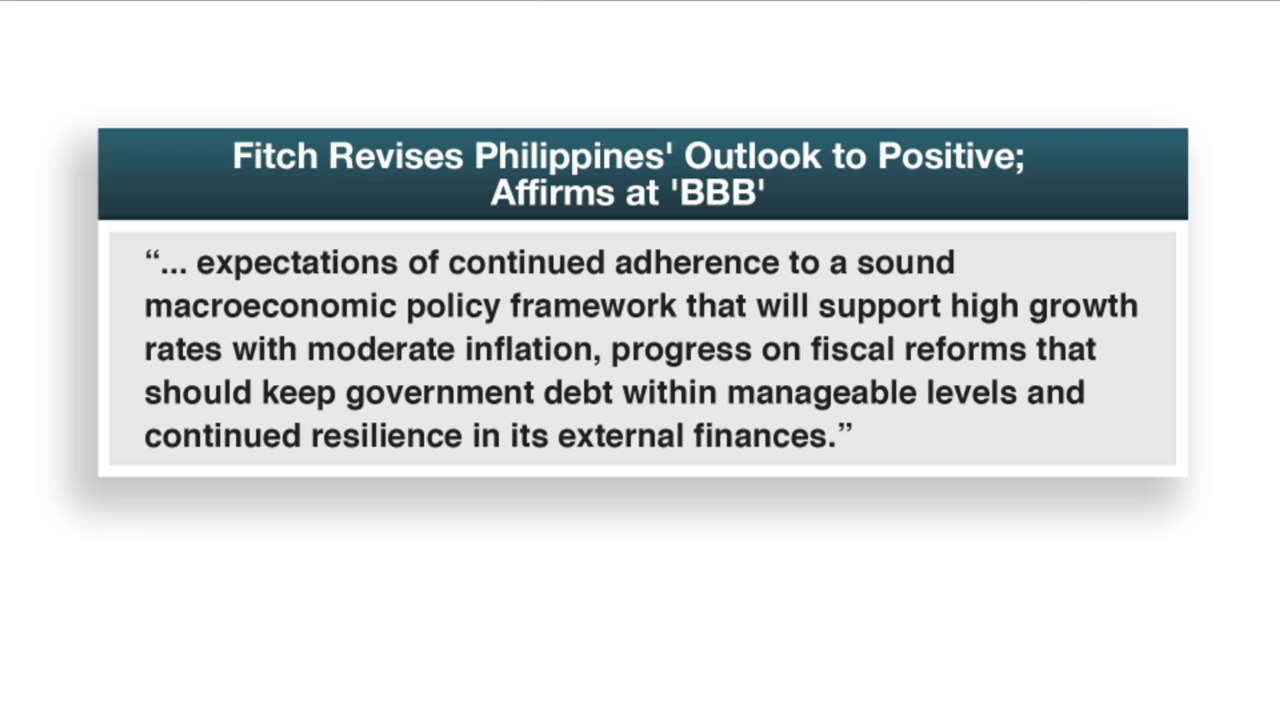 Fitch Revises Philippines' Outlook to Positive;
Affirms at 'BBB'
“... expectations of continued adherence to a sound
macroeconomic policy framework that will support high growth
rates with moderate inflation, progress on fiscal reforms that
should keep government debt within manageable levels and
continued resilience in its external finances.”